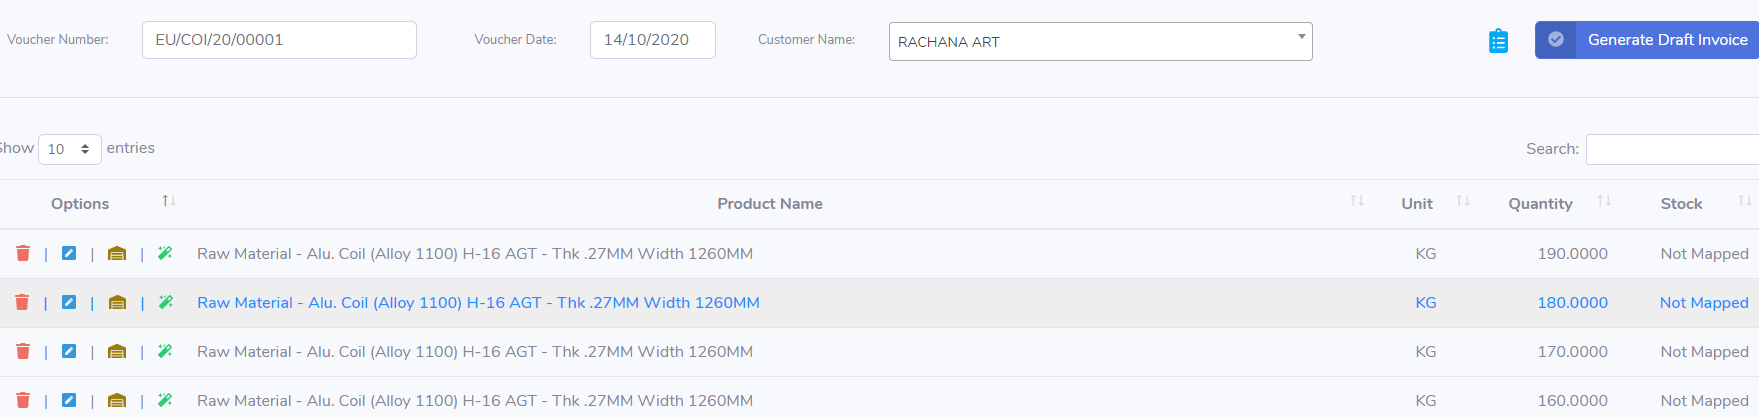 Voucher Number: EU/COI/20/00001 Voucher Date: 14/10/2020 Customer Name: RACHANA ART Generate Draft Invoice
Show 10 entries Search:
Options Product Name Unit Quantity Stock
| | | Raw Material - Alu. Coil (Alloy 1100) H-16 AGT - Thk .27MM Width 1260MM KG 190.0000 Not Mapped
| | | Raw Material - Alu. Coil (Alloy 1100) H-16 AGT - Thk .27MM Width 1260MM KG 180.0000 Not Mapped
| | | Raw Material - Alu. Coil (Alloy 1100) H-16 AGT - Thk .27MM Width 1260MM KG 170.0000 Not Mapped
| | | Raw Material - Alu. Coil (Alloy 1100) H-16 AGT - Thk .27MM Width 1260MM KG 160.0000 Not Mapped